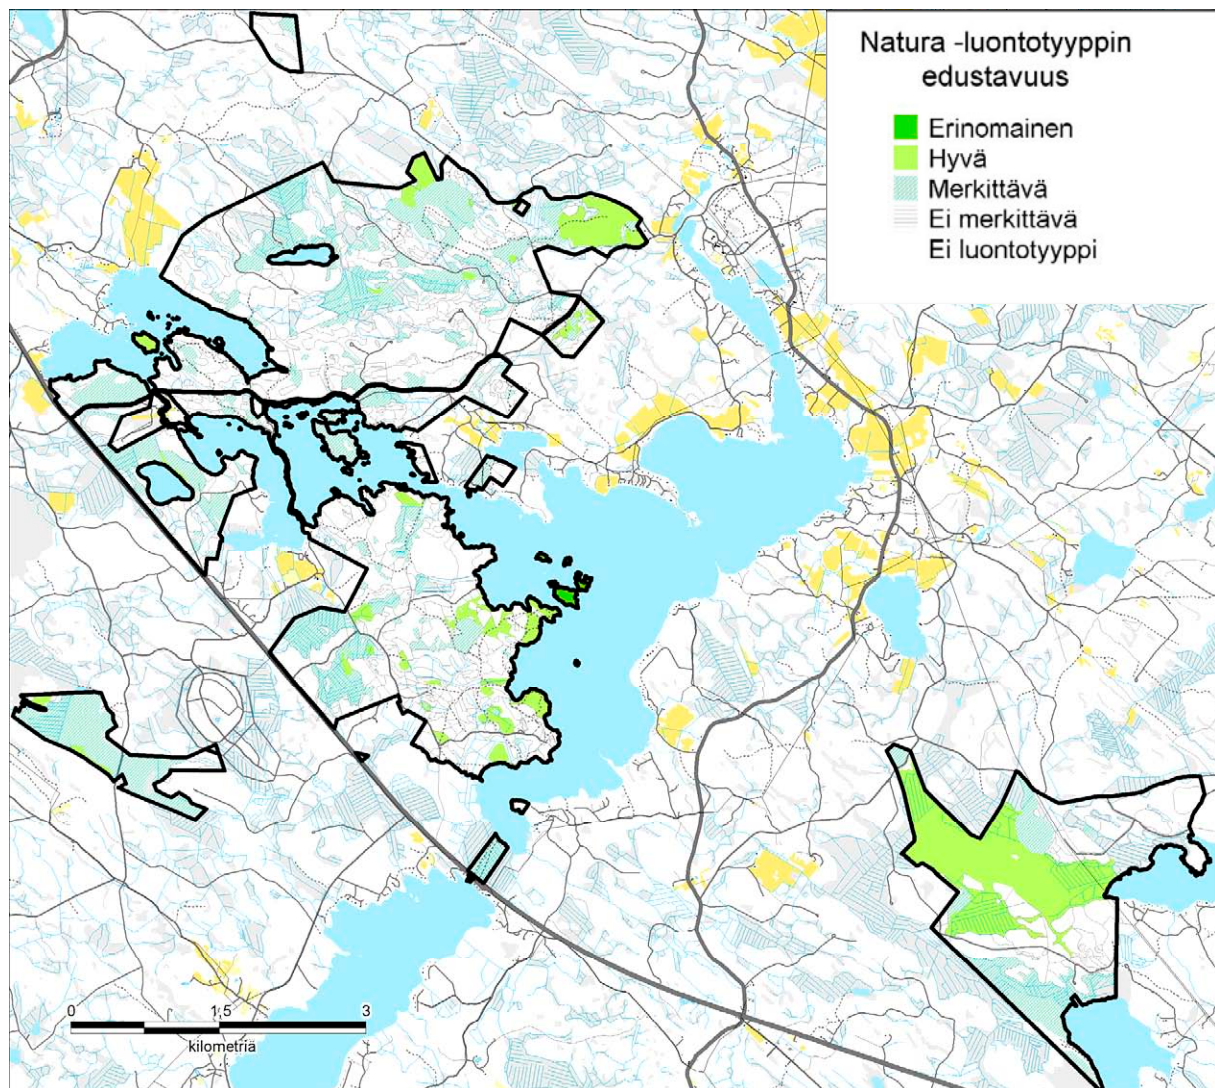 Natura -luontotyyppin
edustavuus
Erinomainen
Hyvä
Merkittävä
Ei merkittävä
Ei luontotyyppi
0 1,5 3
kilometriä